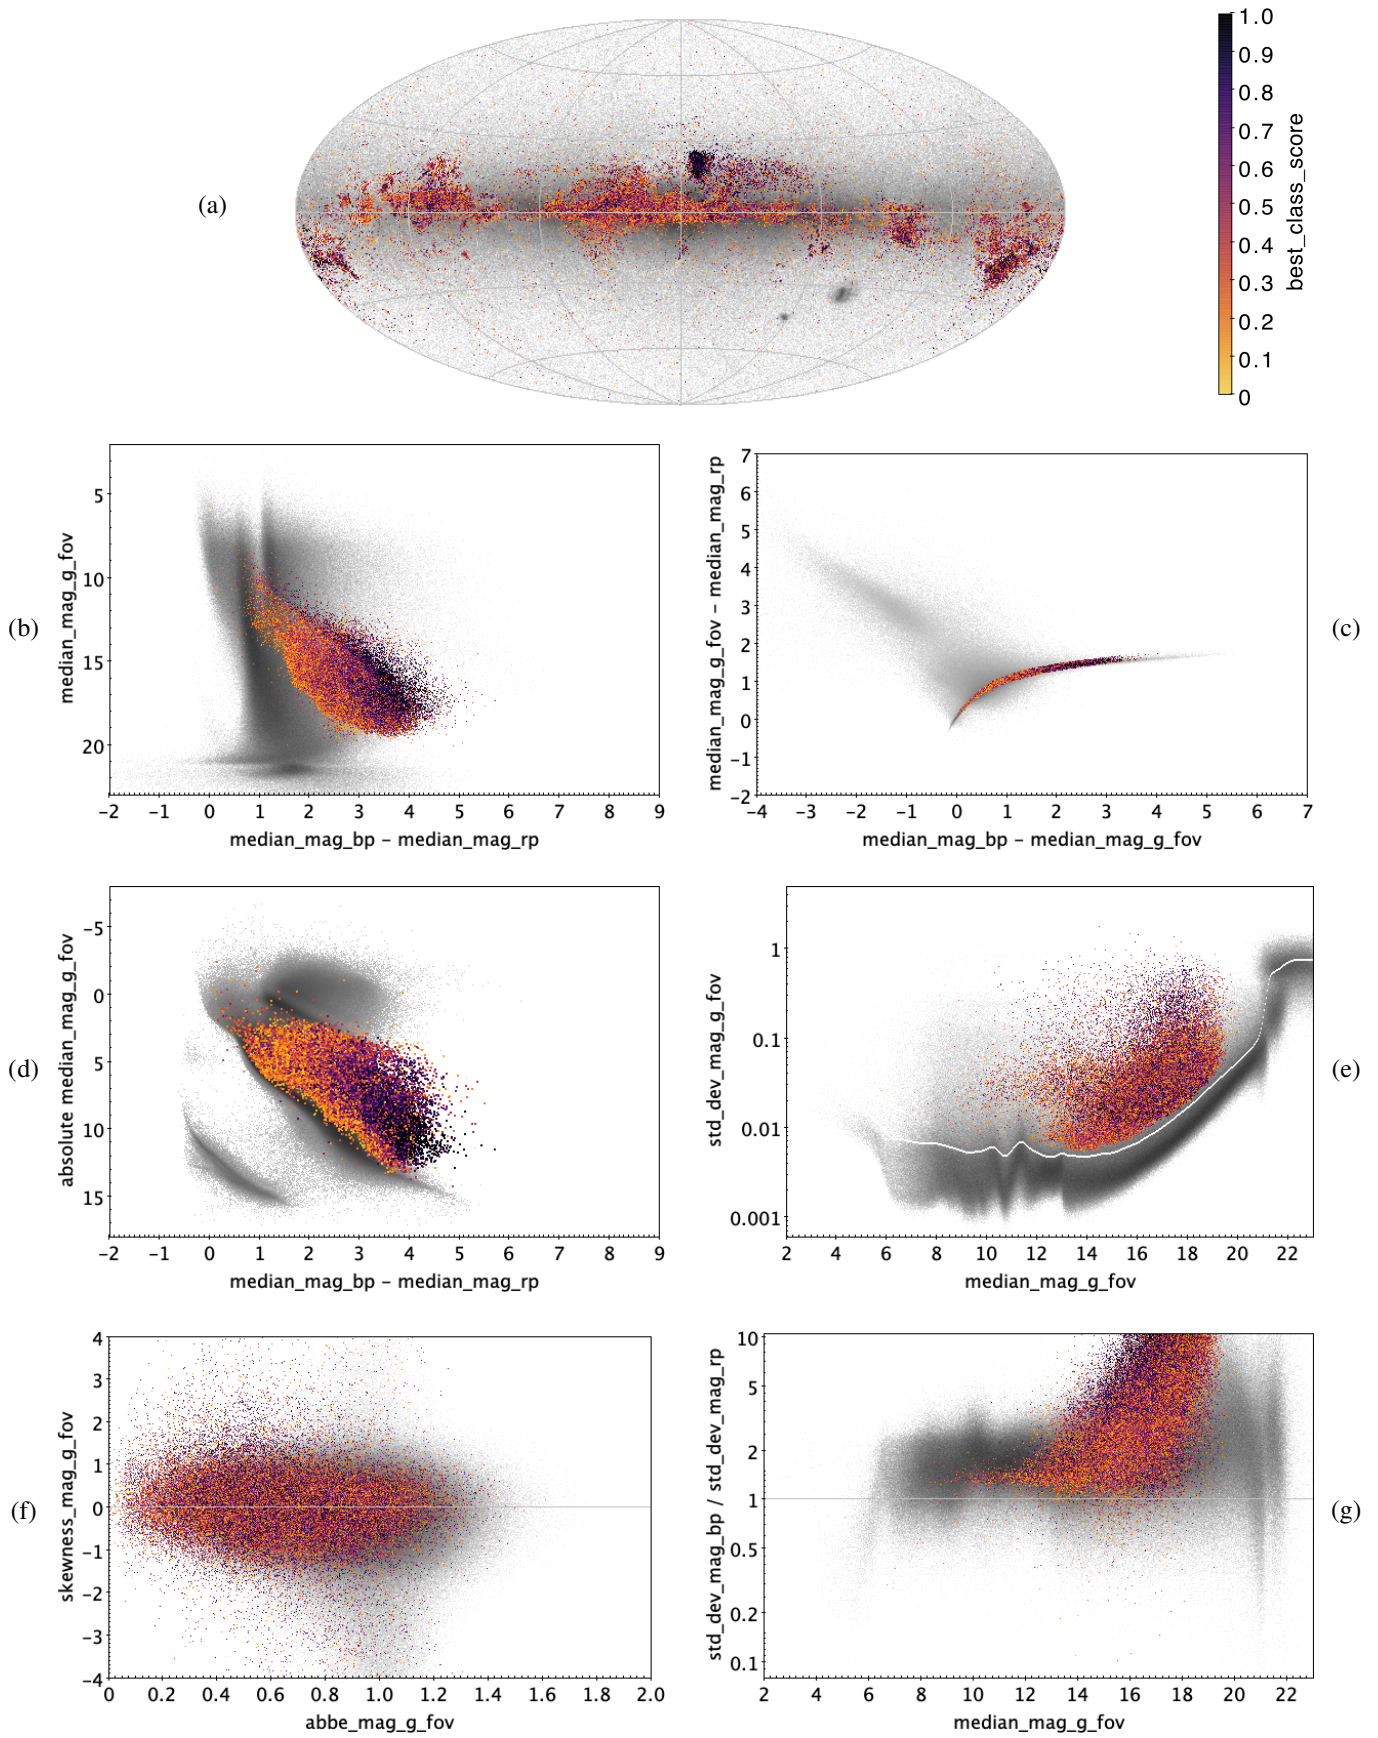 (a)
1.0
0.9
0.8
0.7
0.6
0.5
0.4
0.3
0.2
0.1
0
best_class_score
(b)
5
10
15
20
median_mag_g_fov
−2 −1 0 1 2 3 4 5 6 7 8 9
median_mag_bp − median_mag_rp
(c)
7
6
5
4
3
2
1
0
−1
−2
median_mag_g_fov − median_mag_rp
−4 −3 −2 −1 0 1 2 3 4 5 6 7
median_mag_bp − median_mag_g_fov
(d)
−5
0
5
10
15
absolute median_mag_g_fov
−2 −1 0 1 2 3 4 5 6 7 8 9
median_mag_bp − median_mag_rp
(e)
1
0.1
0.01
0.001
std_dev_mag_g_fov
2 4 6 8 10 12 14 16 18 20 22
median_mag_g_fov
(f)
4
3
2
1
0
−1
−2
−3
−4
skewness_mag_g_fov
0 0.2 0.4 0.6 0.8 1.0 1.2 1.4 1.6 1.8 2.0
abbe_mag_g_fov
(g)
10
5
2
1
0.5
0.2
0.1
std_dev_mag_bp / std_dev_mag_rp
2 4 6 8 10 12 14 16 18 20 22
median_mag_g_fov